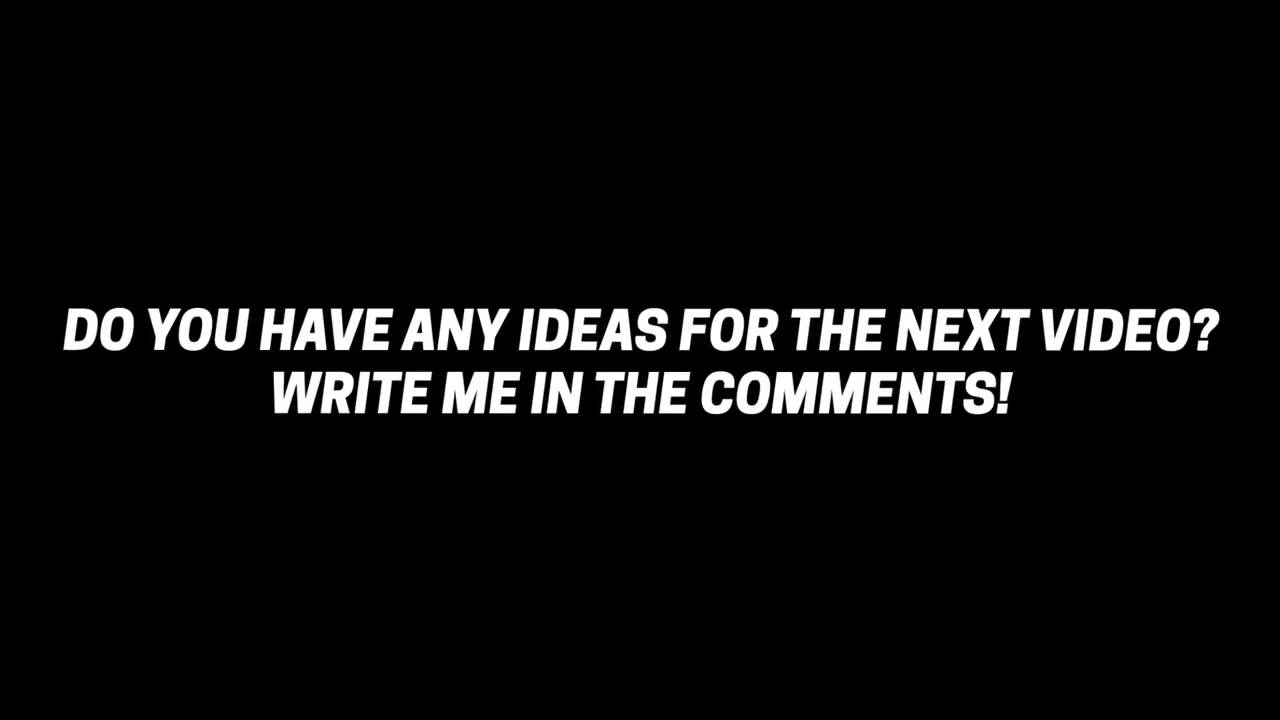 DO YOU HAVE ANY IDEAS FOR THE NEXT VIDEO?
WRITE ME IN THE COMMENTS!